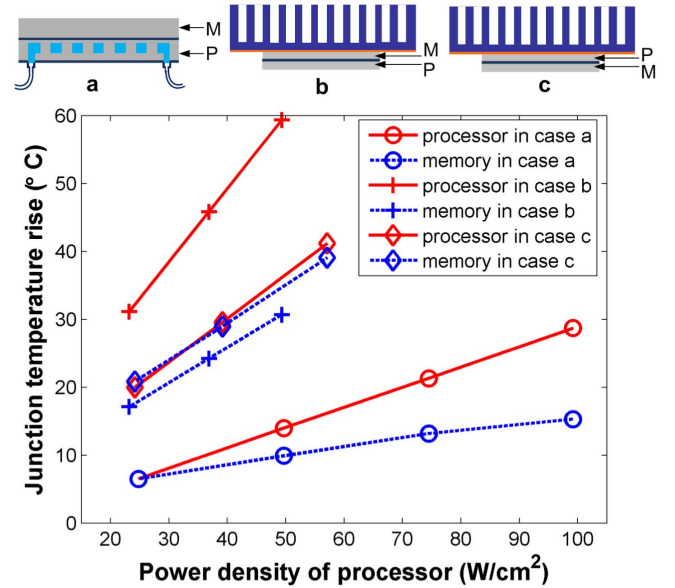 M
P
a
M
P
b
P
M
c
60
50
40
30
20
10
0
Junction temperature rise (° C)
processor in case a
memory in case a
processor in case b
memory in case b
processor in case c
memory in case c
20 30 40 50 60 70 80 90 100
Power density of processor (W/cm²)